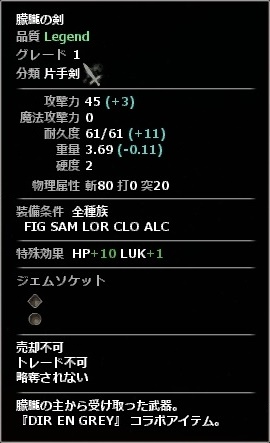 朦朧の剣
品質 Legend
グレード 1
分類 片手剣
攻撃力 45 (+3)
魔法攻撃力 0
耐久度 61/61 (+11)
重量 3.69 (-0.11)
硬度 2
物理属性 斬80 打0 突20
装備条件 全種族
FIG SAM LOR CLO ALC
特殊効果 HP+10 LUK+1
ジェムソケット
売却不可
トレード不可
略奪されない
朦朧の主から受け取った武器。
『DIR EN GREY』 コラボアイテム。